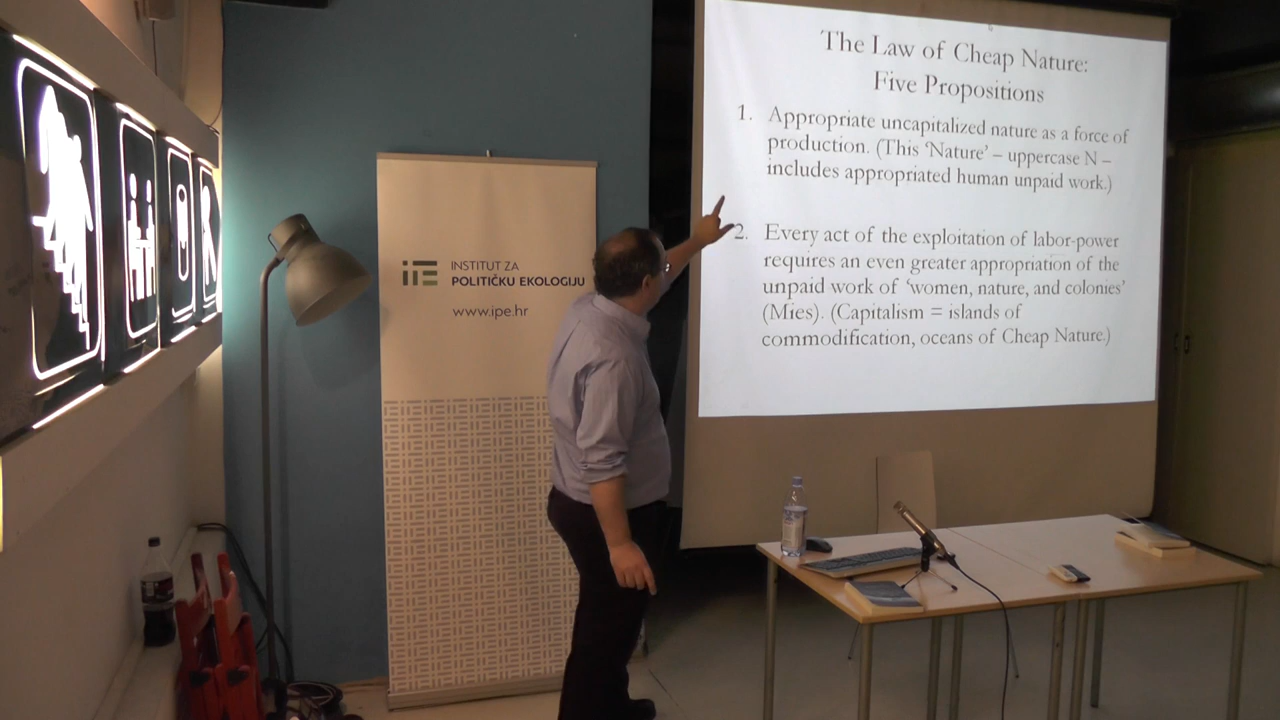 The Law of Cheap Nature:
Five Propositions
1. Appropriate uncapitalized nature as a force of
production. (This ‘Nature’ – uppercase N –
includes appropriated human unpaid work.)
2. Every act of the exploitation of labor-power
requires an even greater appropriation of the
unpaid work of ‘women, nature, and colonies’
(Mies). (Capitalism = islands of
commodification, oceans of Cheap Nature.)
INSTITUT ZA
POLITIČKU EKOLOGIJU
www.ipe.hr